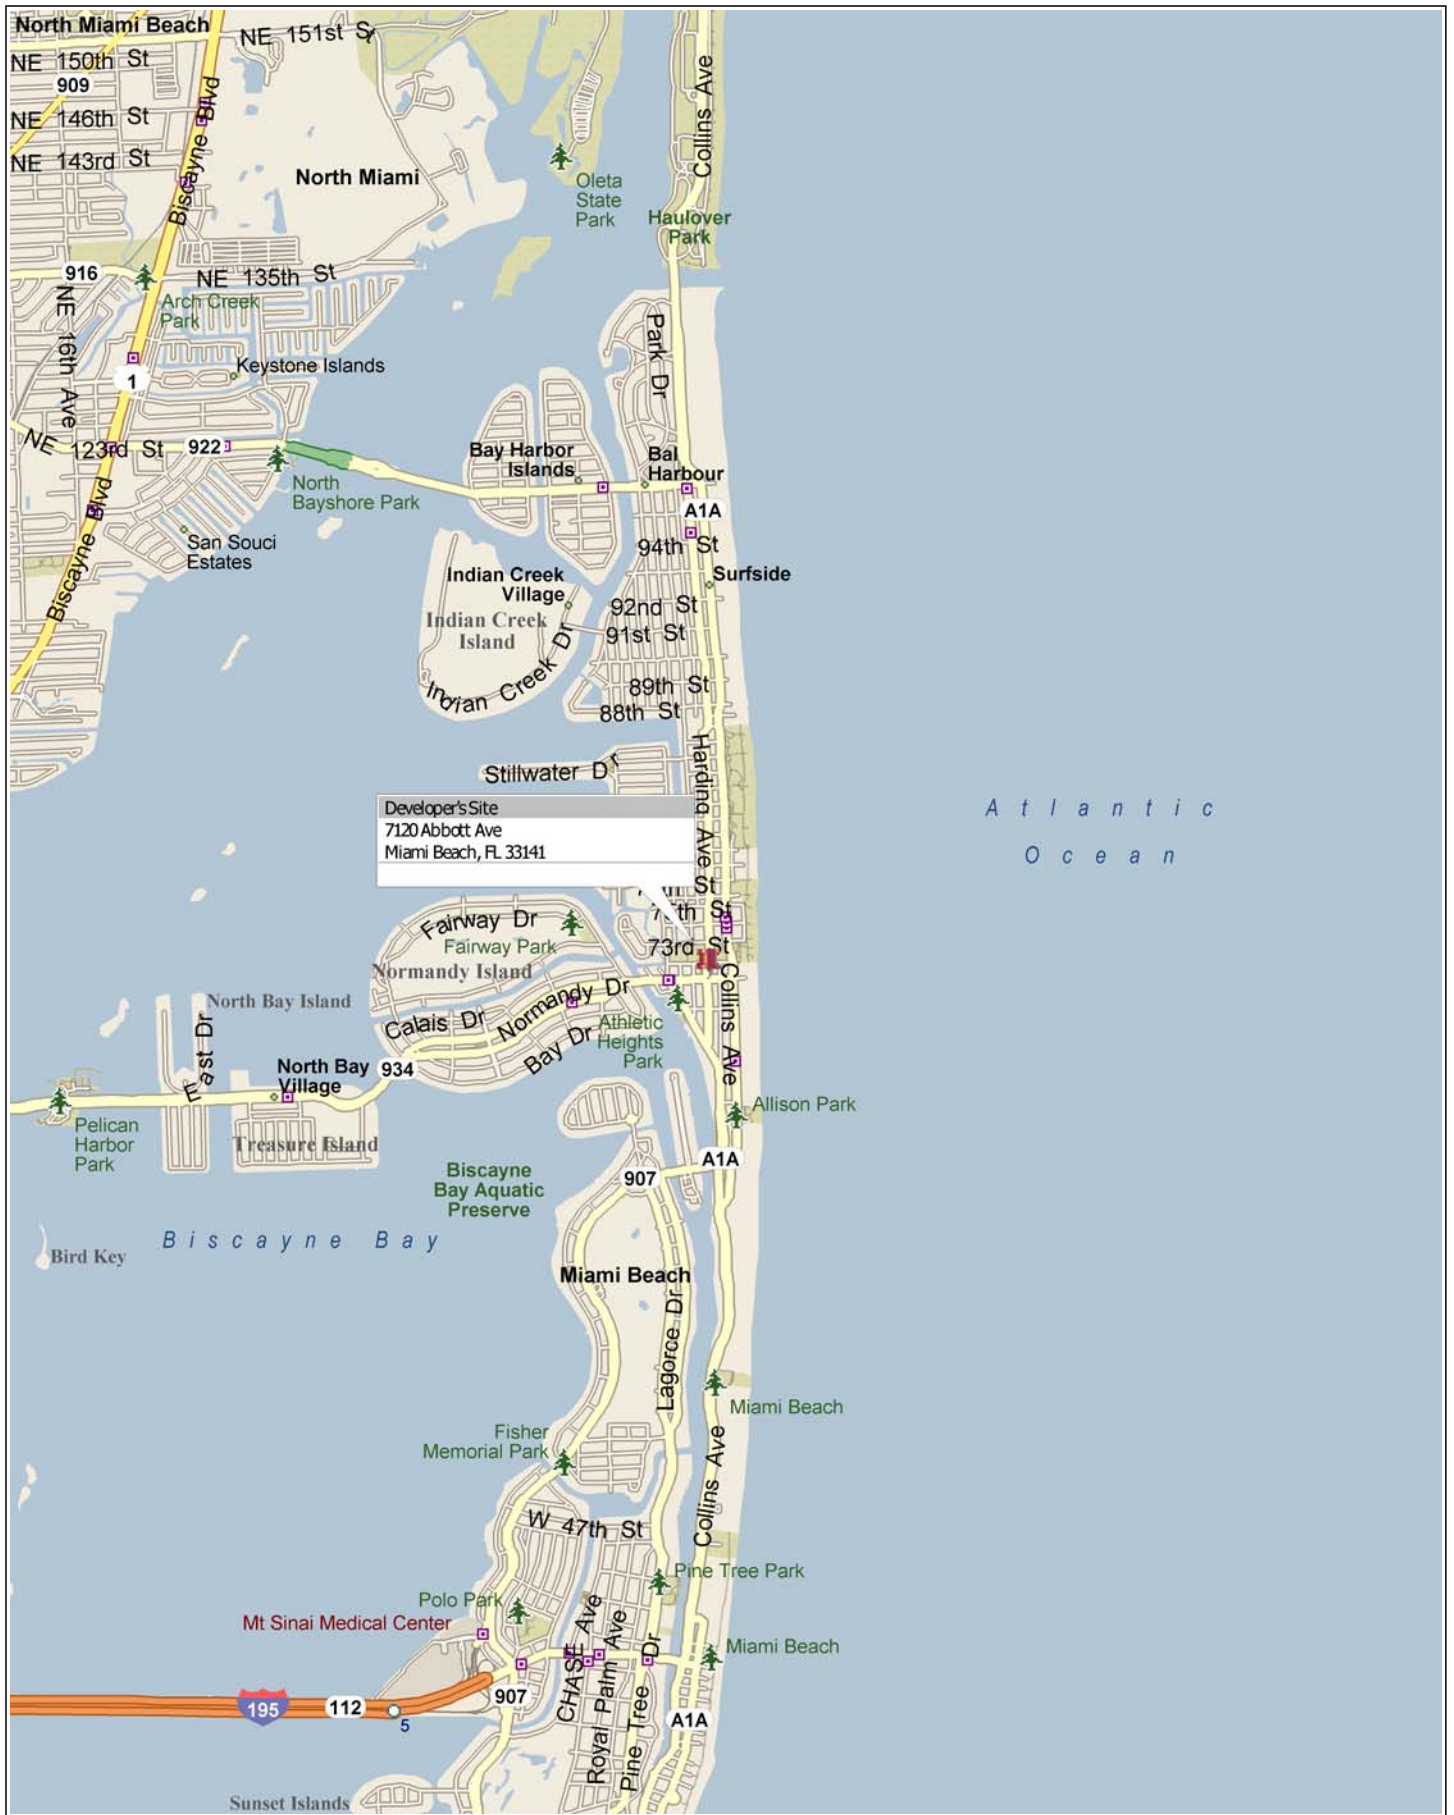 North Miami Beach
NE 151st St
NE 150th St
909
Collins Ave
Biscayne Blvd
NE 146th St
NE 143rd St
North Miami
Oleta
State
Park
Haulover
Park
916
NE 135th St
Arch Creek
Park
NE 16th Ave
Park Dr
Keystone Islands
1
NE 123rd St
922
Bay Harbor
Islands
Bal
Harbour
North
Bayshore Park
A1A
Biscayne Blvd
San Souci
Estates
94th St
Indian Creek
Village
Surfside
92nd St
Indian Creek
Island
91st St
Indian Creek Dr
89th St
88th St
Harding Ave
Stillwater Dr
Developer's Site
7120 Abbott Ave
Miami Beach, FL 33141
Atlantic
Ocean
St
75th St
Fairway Dr
Fairway Park
73rd St
Normandy Island
Collins Ave
North Bay Island
Calais Dr
Normandy Dr
Bay Dr
Athletic
Heights
Park
East Dr
North Bay
Village
934
Allison Park
Pelican
Harbor
Park
Treasure Island
A1A
907
Biscayne
Bay Aquatic
Preserve
Biscayne Bay
Bird Key
Miami Beach
Lagorce Dr
Miami Beach
Fisher
Memorial Park
Collins Ave
W 47th St
Pine Tree Park
Polo Park
Mt Sinai Medical Center
CHASE Ave
Royal Palm Ave
Pine Tree Dr
Miami Beach
195
112
5
907
A1A
Sunset Islands